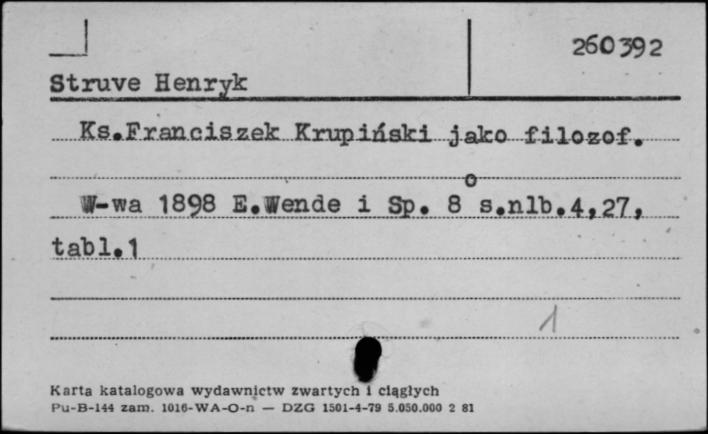 260392
Struve Henryk
Ks.Franciszek Krupiński jako filozof.
W-wa 1898 E.Wende i Sp. 8° s.nlb.4,27,
tabl.1
1
Karta katalogowa wydawnictw zwartych i ciągłych
Pu-B-144 zam. 1016-WA-O-n — DZG 1501-4-79 5.050.000 2 81